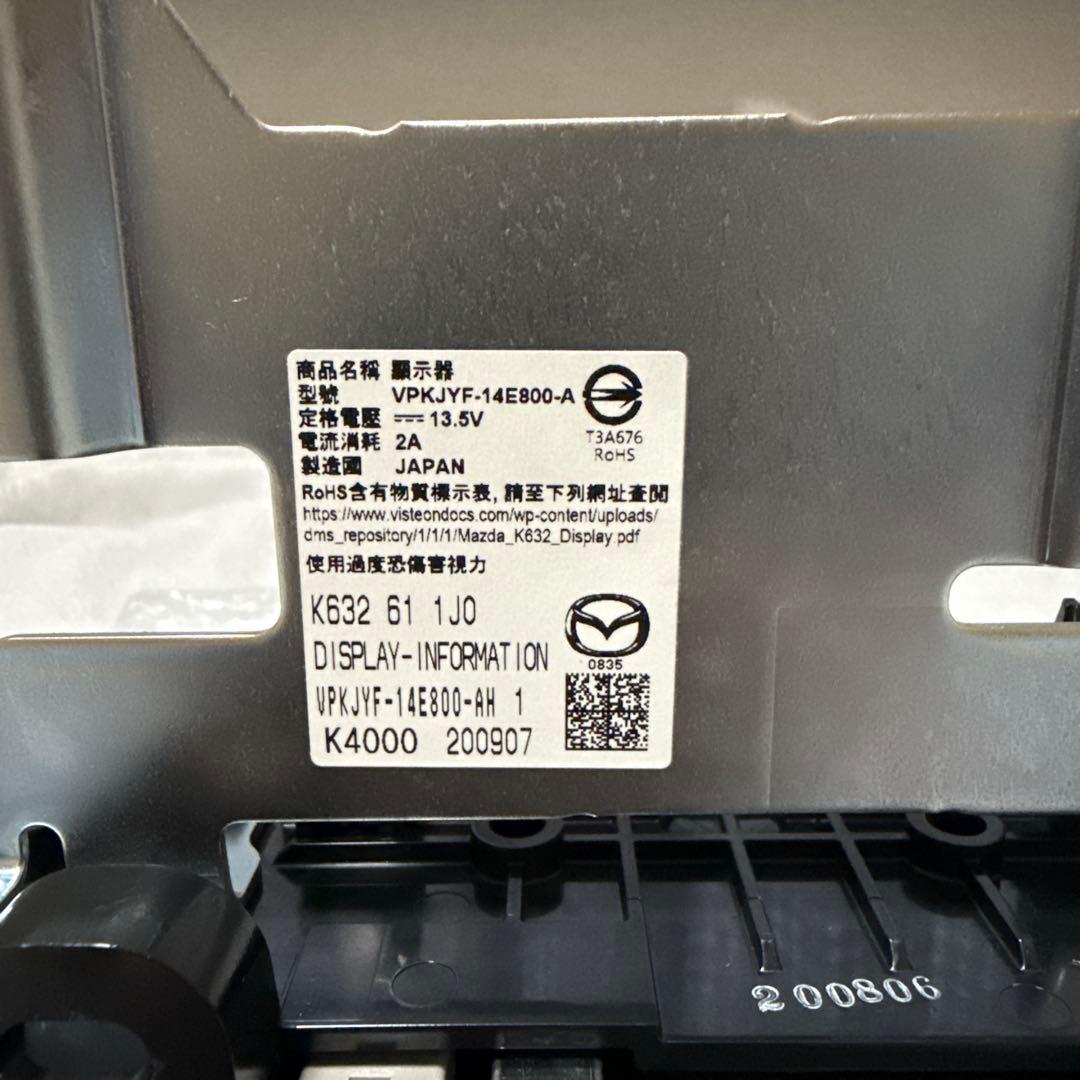 商品名稱 顯示器
型號 VPKJYF-14E800-A
定格電壓 ⎓ 13.5V
電流消耗 2A
製造國 JAPAN
T3A676
RoHS
RoHS含有物質標示表, 請至下列網址查閱
https://www.visteondocs.com/wp-content/uploads/
dms_repository/1/1/1/Mazda_K632_Display.pdf
使用過度恐傷害視力
K632 61 1J0
DISPLAY-INFORMATION
0835
VPKJYF-14E800-AH 1
K4000 200907
200806